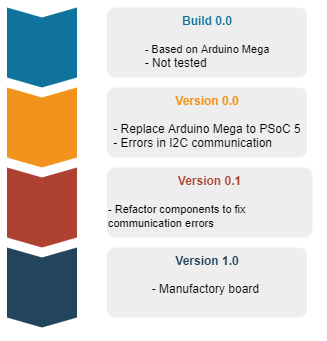 Build 0.0
- Based on Arduino Mega
- Not tested
Version 0.0
- Replace Arduino Mega to PSoC 5
- Errors in I2C communication
Version 0.1
- Refactor components to fix
communication errors
Version 1.0
- Manufactory board